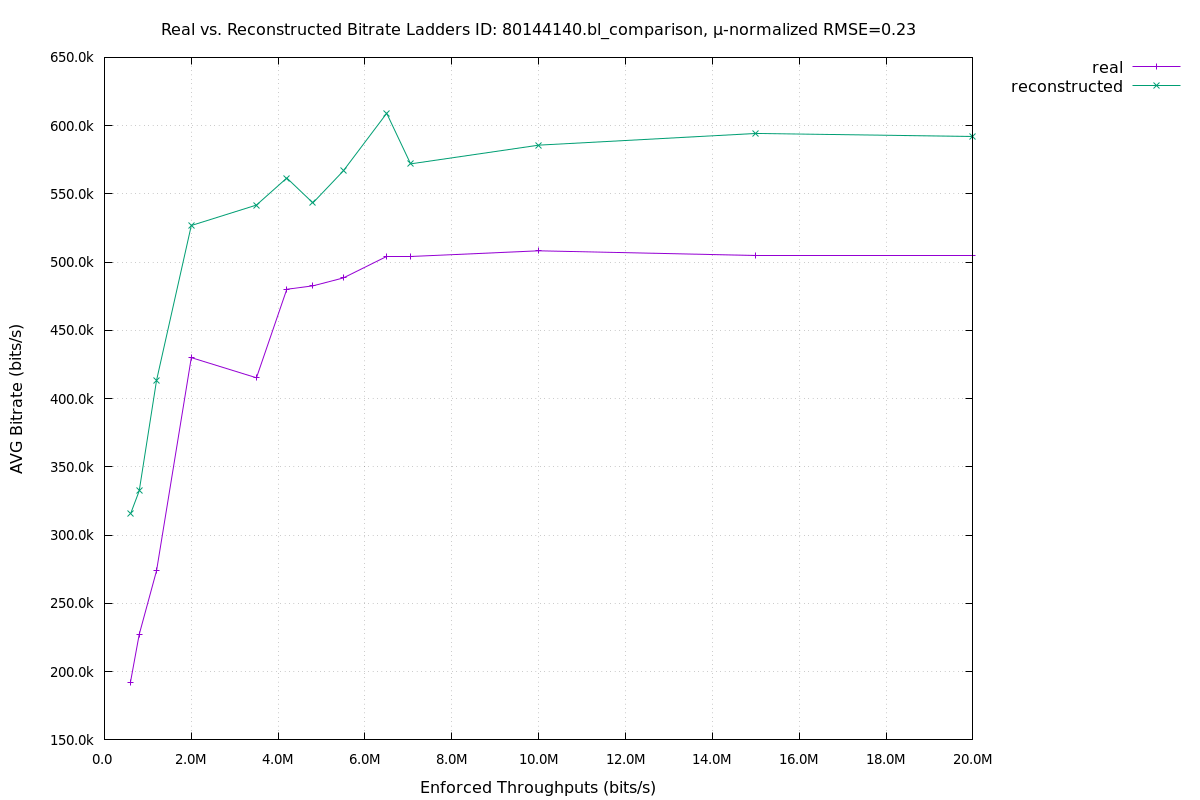 Real vs. Reconstructed Bitrate Ladders ID: 80144140.bl_comparison, µ-normalized RMSE=0.23
real
reconstructed
650.0k
600.0k
550.0k
500.0k
450.0k
400.0k
350.0k
300.0k
250.0k
200.0k
150.0k
AVG Bitrate (bits/s)
0.0 2.0M 4.0M 6.0M 8.0M 10.0M 12.0M 14.0M 16.0M 18.0M 20.0M
Enforced Throughputs (bits/s)